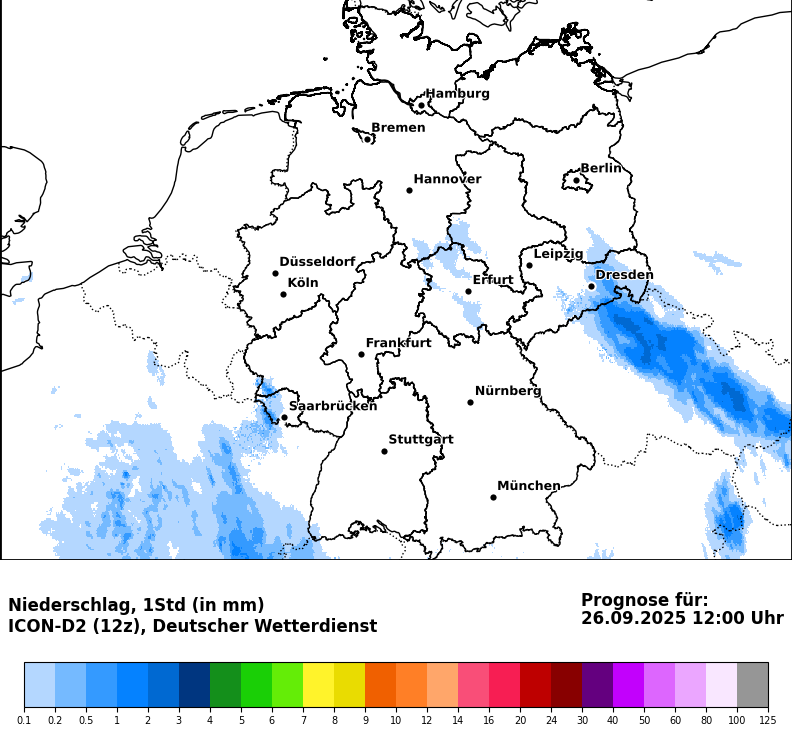 Hamburg
Bremen
Berlin
Hannover
Leipzig
Düsseldorf
Dresden
Köln
Erfurt
Frankfurt
Nürnberg
Saarbrücken
Stuttgart
München
Niederschlag, 1Std (in mm)
ICON-D2 (12z), Deutscher Wetterdienst
Prognose für:
26.09.2025 12:00 Uhr
0.1 0.2 0.5 1 2 3 4 5 6 7 8 9 10 12 14 16 20 24 30 40 50 60 80 100 125